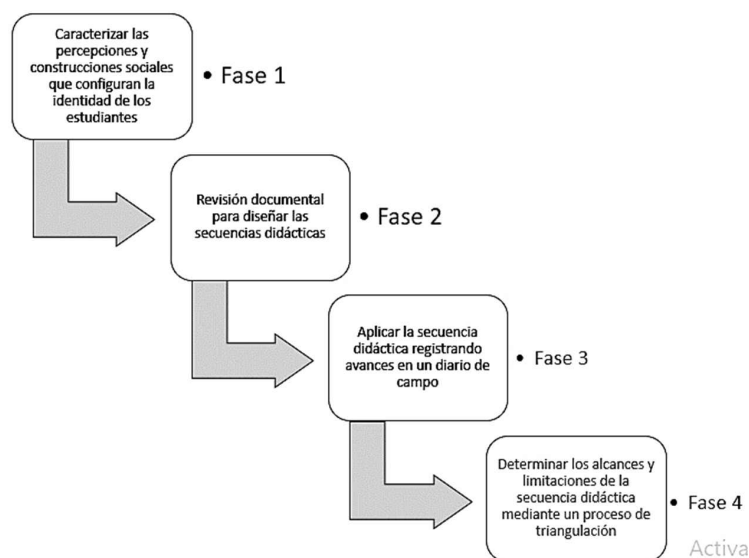 Caracterizar las
percepciones y
construcciones sociales
que configuran la
identidad de los
estudiantes
• Fase 1
Revisión documental
para diseñar las
secuencias didácticas
• Fase 2
Aplicar la secuencia
didáctica registrando
avances en un diario de
campo
• Fase 3
Determinar los alcances y
limitaciones de la
secuencia didáctica
mediante un proceso de
triangulación
• Fase 4
Activa